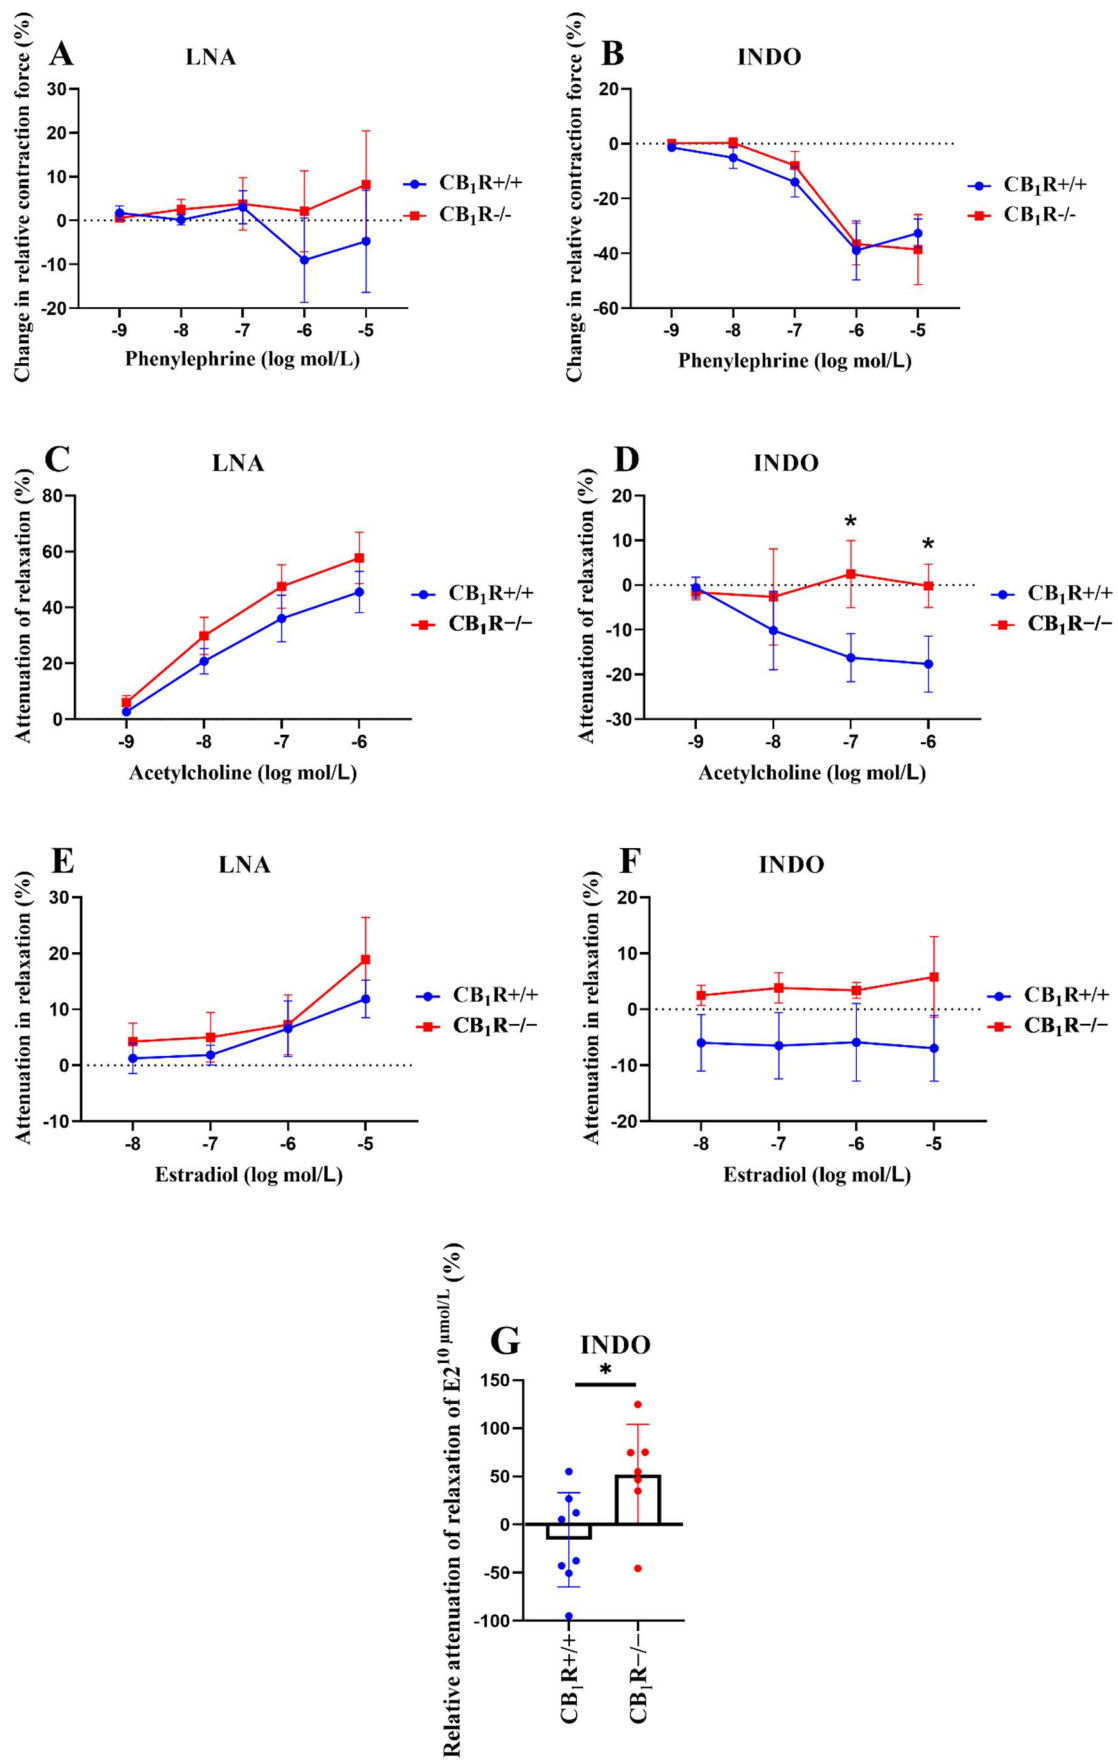 A
LNA
Change in relative contraction force (%)
30
20
10
0
-10
-20
-9 -8 -7 -6 -5
Phenylephrine (log mol/L)
CB1R+/+
CB1R-/-
B
INDO
Change in relative contraction force (%)
20
0
-20
-40
-60
-9 -8 -7 -6 -5
Phenylephrine (log mol/L)
CB1R+/+
CB1R-/-
C
LNA
Attenuation of relaxation (%)
80
60
40
20
0
-9 -8 -7 -6
Acetylcholine (log mol/L)
CB1R+/+
CB1R−/−
D
INDO
Attenuation of relaxation (%)
20
10
0
-10
-20
-30
* *
-9 -8 -7 -6
Acetylcholine (log mol/L)
CB1R+/+
CB1R−/−
E
LNA
Attenuation in relaxation (%)
30
20
10
0
-10
-8 -7 -6 -5
Estradiol (log mol/L)
CB1R+/+
CB1R−/−
F
INDO
Attenuation in relaxation (%)
20
10
0
-10
-20
-8 -7 -6 -5
Estradiol (log mol/L)
CB1R+/+
CB1R−/−
G
INDO
*
Relative attenuation of relaxation of E2^10 µmol/L (%)
150
100
50
0
-50
-100
CB1R+/+
CB1R−/−